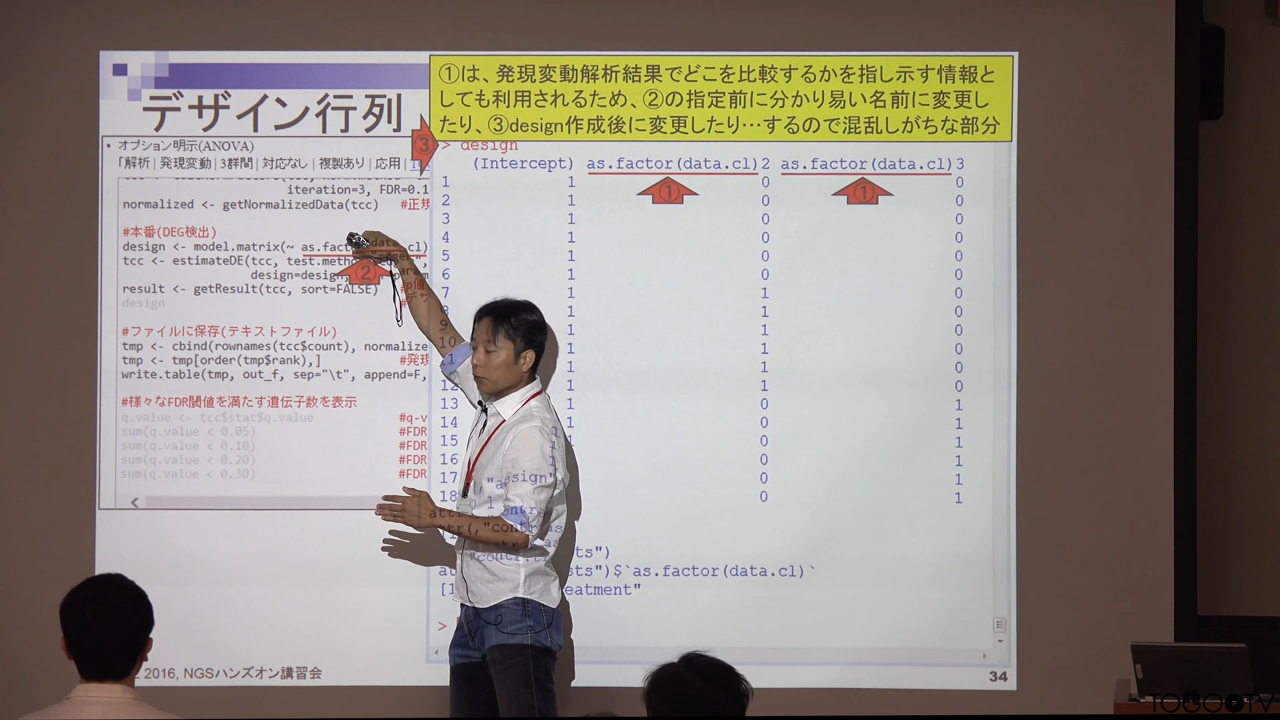 ①は、発現変動解析結果でどこを比較するかを指し示す情報と
しても利用されるため、②の指定前に分かり易い名前に変更し
たり、③design作成後に変更したり…するので混乱しがちな部分
デザイン行列
• オプション明示(ANOVA)
「解析 | 発現変動 | 3群間 | 対応なし | 複製あり | 応用 |
iteration=3, FDR=0.1
normalized <- getNormalizedData(tcc) #正規
#本番(DEG検出)
design <- model.matrix(~ as.factor(data.cl)
tcc <- estimateDE(tcc,
design=design,
result <- getResult(tcc, sort=FALSE)
design
②
#ファイルに保存(テキストファイル)
tmp <- cbind(rownames(tcc$count), normalize
tmp <- tmp[order(tmp$rank),] #発現
write.table(tmp, out_f, sep="\t", append=F,
#様々なFDR閾値を満たす遺伝子数を表示
q.value <- tcc$stat$q.value #q-v
sum(q.value < 0.05) #FDR
sum(q.value < 0.10) #FDR
sum(q.value < 0.20) #FDR
sum(q.value < 0.30) #FDR
③
> design
(Intercept) as.factor(data.cl)2 as.factor(data.cl)3
① ①
1 1 0 0
2 1 0 0
3 1 0 0
4 1 0 0
5 1 0 0
6 1 0 0
7 1 1 0
8 1 1 0
9 1 1 0
10 1 1 0
11 1 1 0
12 1 1 0
13 1 0 1
14 1 0 1
15 1 0 1
16 0 1
17 0 1
18 0 1
"assign")
ts")
sts")$`as.factor(data.cl)`
eatment"
>
2016, NGSハンズオン講習会
34
TOGOTV